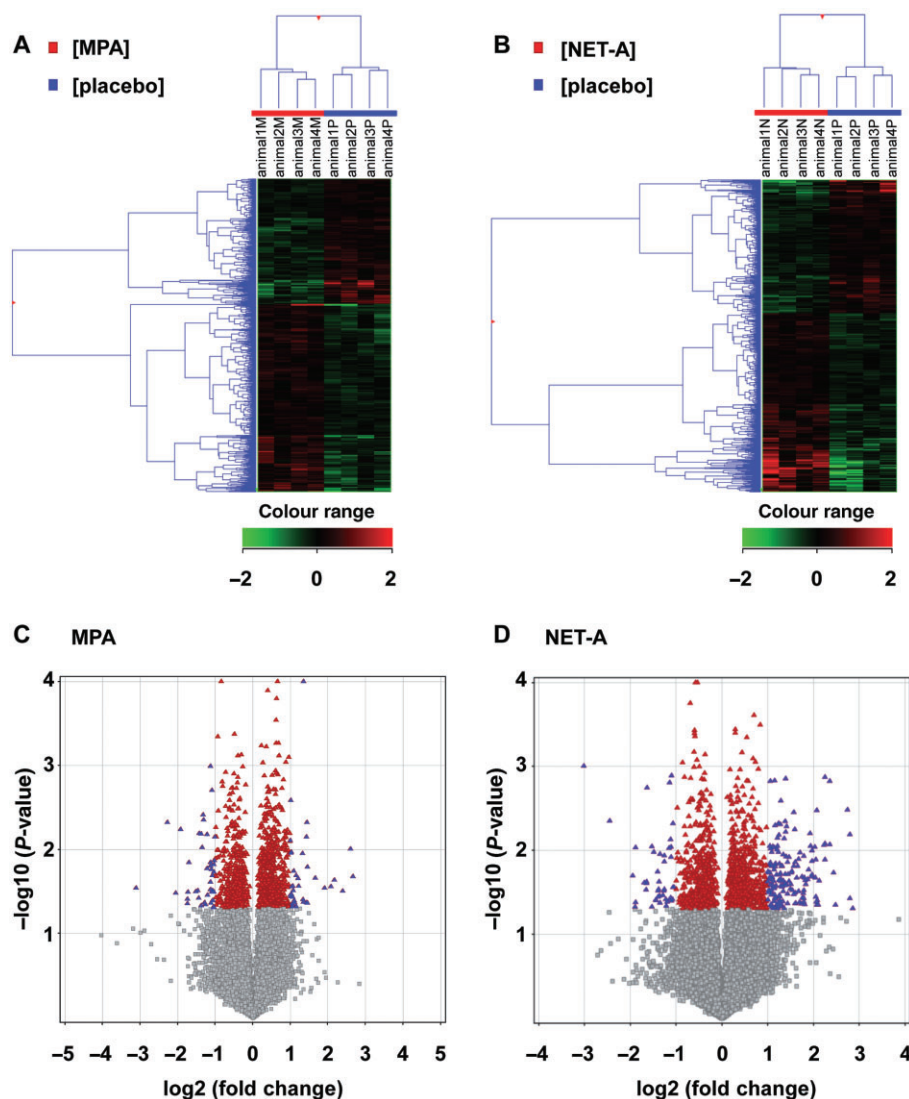 A [MPA]
[placebo]
animal1M
animal2M
animal3M
animal4M
animal1P
animal2P
animal3P
animal4P
Colour range
−2 0 2
B [NET-A]
[placebo]
animal1N
animal2N
animal3N
animal4N
animal1P
animal2P
animal3P
animal4P
Colour range
−2 0 2
C MPA
−log10 (P-value)
4
3
2
1
−5 −4 −3 −2 −1 0 1 2 3 4 5
log2 (fold change)
D NET-A
−log10 (P-value)
4
3
2
1
−4 −3 −2 −1 0 1 2 3 4
log2 (fold change)